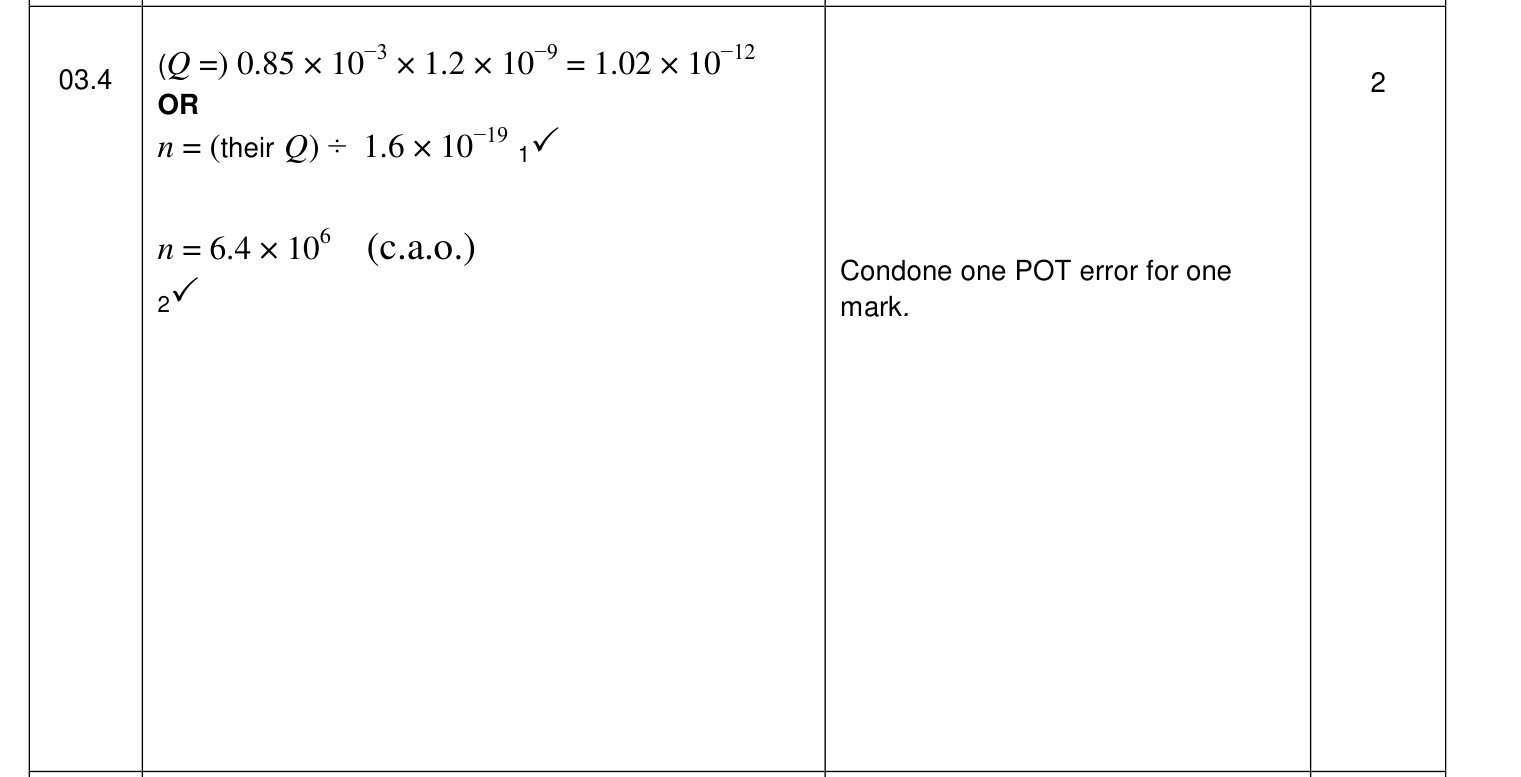 03.4
(Q =) 0.85 × 10⁻³ × 1.2 × 10⁻⁹ = 1.02 × 10⁻¹²
OR
n = (their Q) ÷ 1.6 × 10⁻¹⁹ ₁✓
n = 6.4 × 10⁶ (c.a.o.)
₂✓
Condone one POT error for one
mark.
2